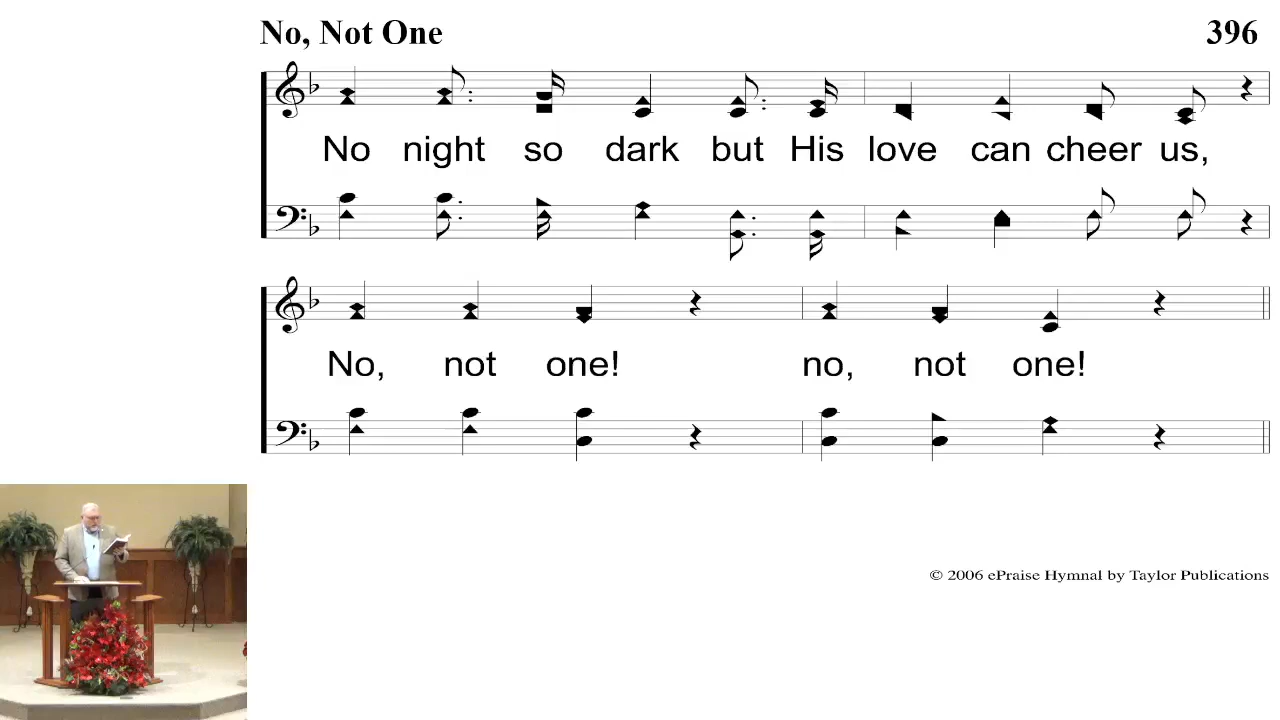 No, Not One
396
No night so dark but His love can cheer us,
No, not one! no, not one!
© 2006 ePraise Hymnal by Taylor Publications